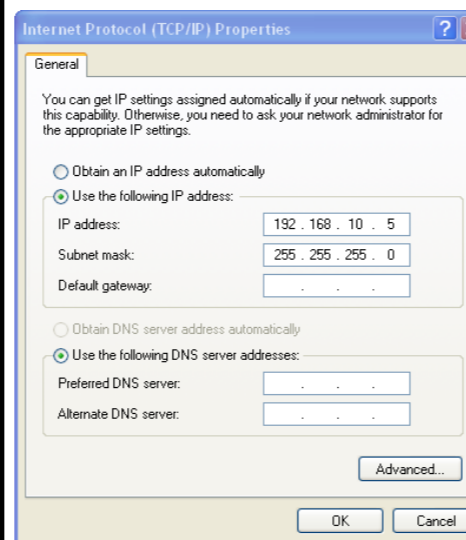 Internet Protocol (TCP/IP) Properties
?
General
You can get IP settings assigned automatically if your network supports
this capability. Otherwise, you need to ask your network administrator for
the appropriate IP settings.
Obtain an IP address automatically
Use the following IP address:
IP address: 192 . 168 . 10 . 5
Subnet mask: 255 . 255 . 255 . 0
Default gateway: . . .
Obtain DNS server address automatically
Use the following DNS server addresses:
Preferred DNS server: . . .
Alternate DNS server: . . .
Advanced...
OK Cancel